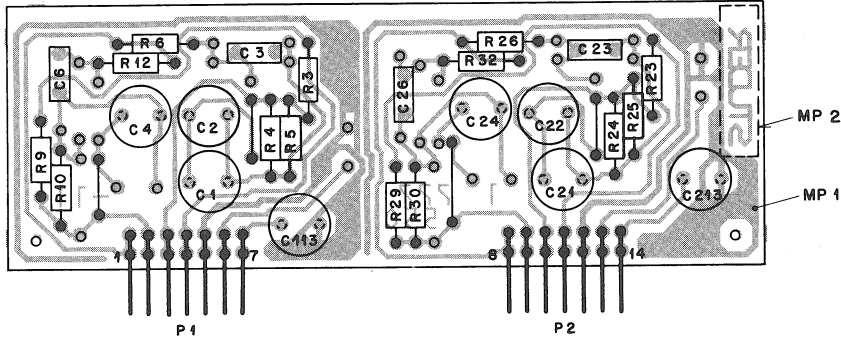 R6
R12
C6
C3
R3
C4
C2
R4
R5
R9
R10
C1
C113
1
7
P1
R26
R32
C23
R23
C26
C24
C22
R24
R25
R29
R30
C21
C213
8
14
P2
STUDER
MP 2
MP 1